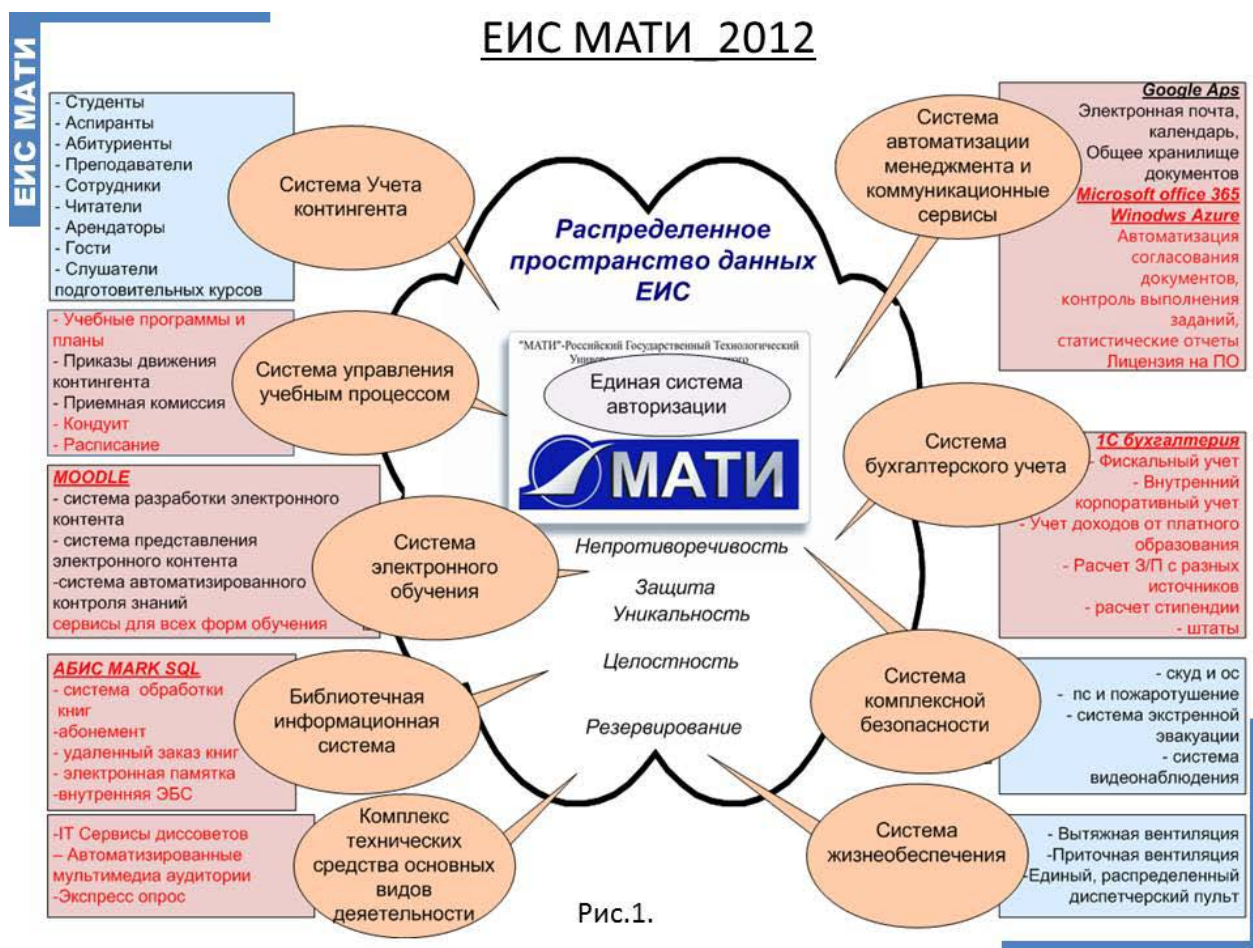 ЕИС МАТИ_2012
ЕИС МАТИ
- Студенты
- Аспиранты
- Абитуриенты
- Преподаватели
- Сотрудники
- Читатели
- Арендаторы
- Гости
- Слушатели
подготовительных курсов
Система Учета
контингента
- Учебные программы и
планы
- Приказы движения
контингента
- Приемная комиссия
- Кондуит
- Расписание
Система управления
учебным процессом
MOODLE
- система разработки электронного
контента
- система представления
электронного контента
-система автоматизированного
контроля знаний
сервисы для всех форм обучения
Система
электронного
обучения
АБИС MARK SQL
- система обработки
книг
-абонемент
- удаленный заказ книг
- электронная памятка
-внутренняя ЭБС
Библиотечная
информационная
система
-IT Сервисы диссоветов
– Автоматизированные
мультимедиа аудитории
-Экспресс опрос
Комплекс
технических
средства основных
видов
деяетельности
Распределенное
пространство данных
ЕИС
"МАТИ"-Российский Государственный Технологический
Единая система
авторизации
МАТИ
Непротиворечивость
Защита
Уникальность
Целостность
Резервирование
Рис.1.
Система
автоматизации
менеджмента и
коммуникационные
сервисы
Google Aps
Электронная почта,
календарь,
Общее хранилище
документов
Microsoft office 365
Winodws Azure
Автоматизация
согласования
документов,
контроль выполнения
заданий,
статистические отчеты
Лицензия на ПО
Система
бухгалтерского учета
1С бухгалтерия
- Фискальный учет
- Внутренний
корпоративный учет
- Учет доходов от платного
образования
- Расчет З/П с разных
источников
- расчет стипендии
- штаты
Система
комплексной
безопасности
- скуд и ос
- пс и пожаротушение
- система экстренной
эвакуации
- система
видеонаблюдения
Система
жизнеобеспечения
- Вытяжная вентиляция
-Приточная вентиляция
-Единый, распределенный
диспетчерский пульт